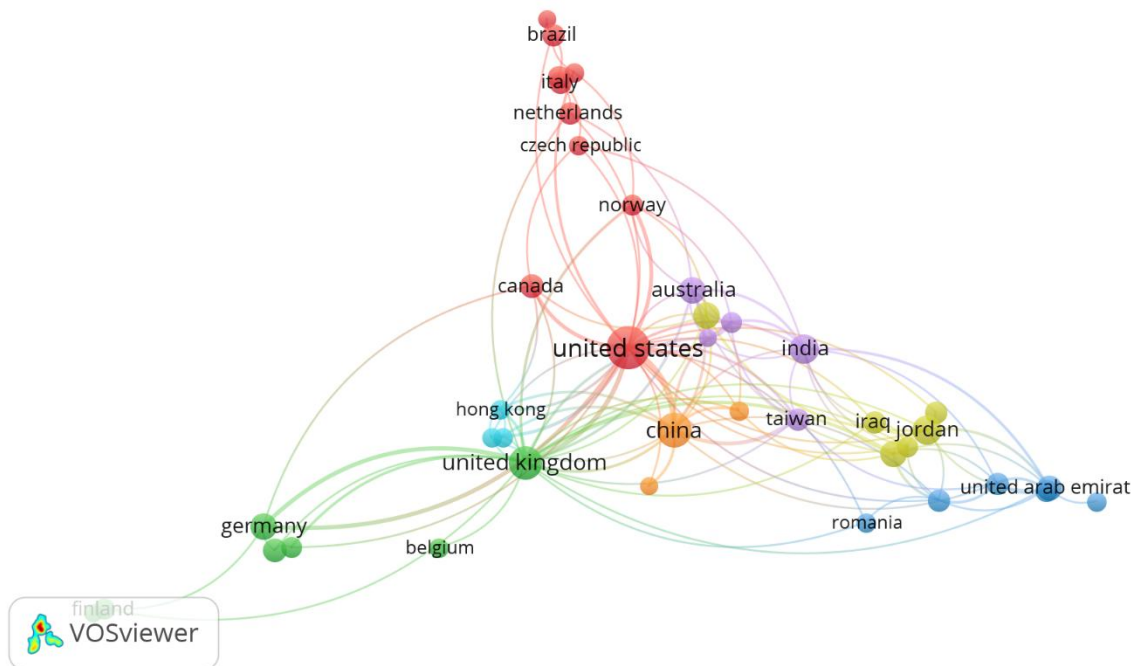 brazil
italy
netherlands
czech republic
norway
canada
australia
united states
india
hong kong
taiwan
iraq
jordan
china
united kingdom
united arab emirat
romania
germany
belgium
finland
VOSviewer